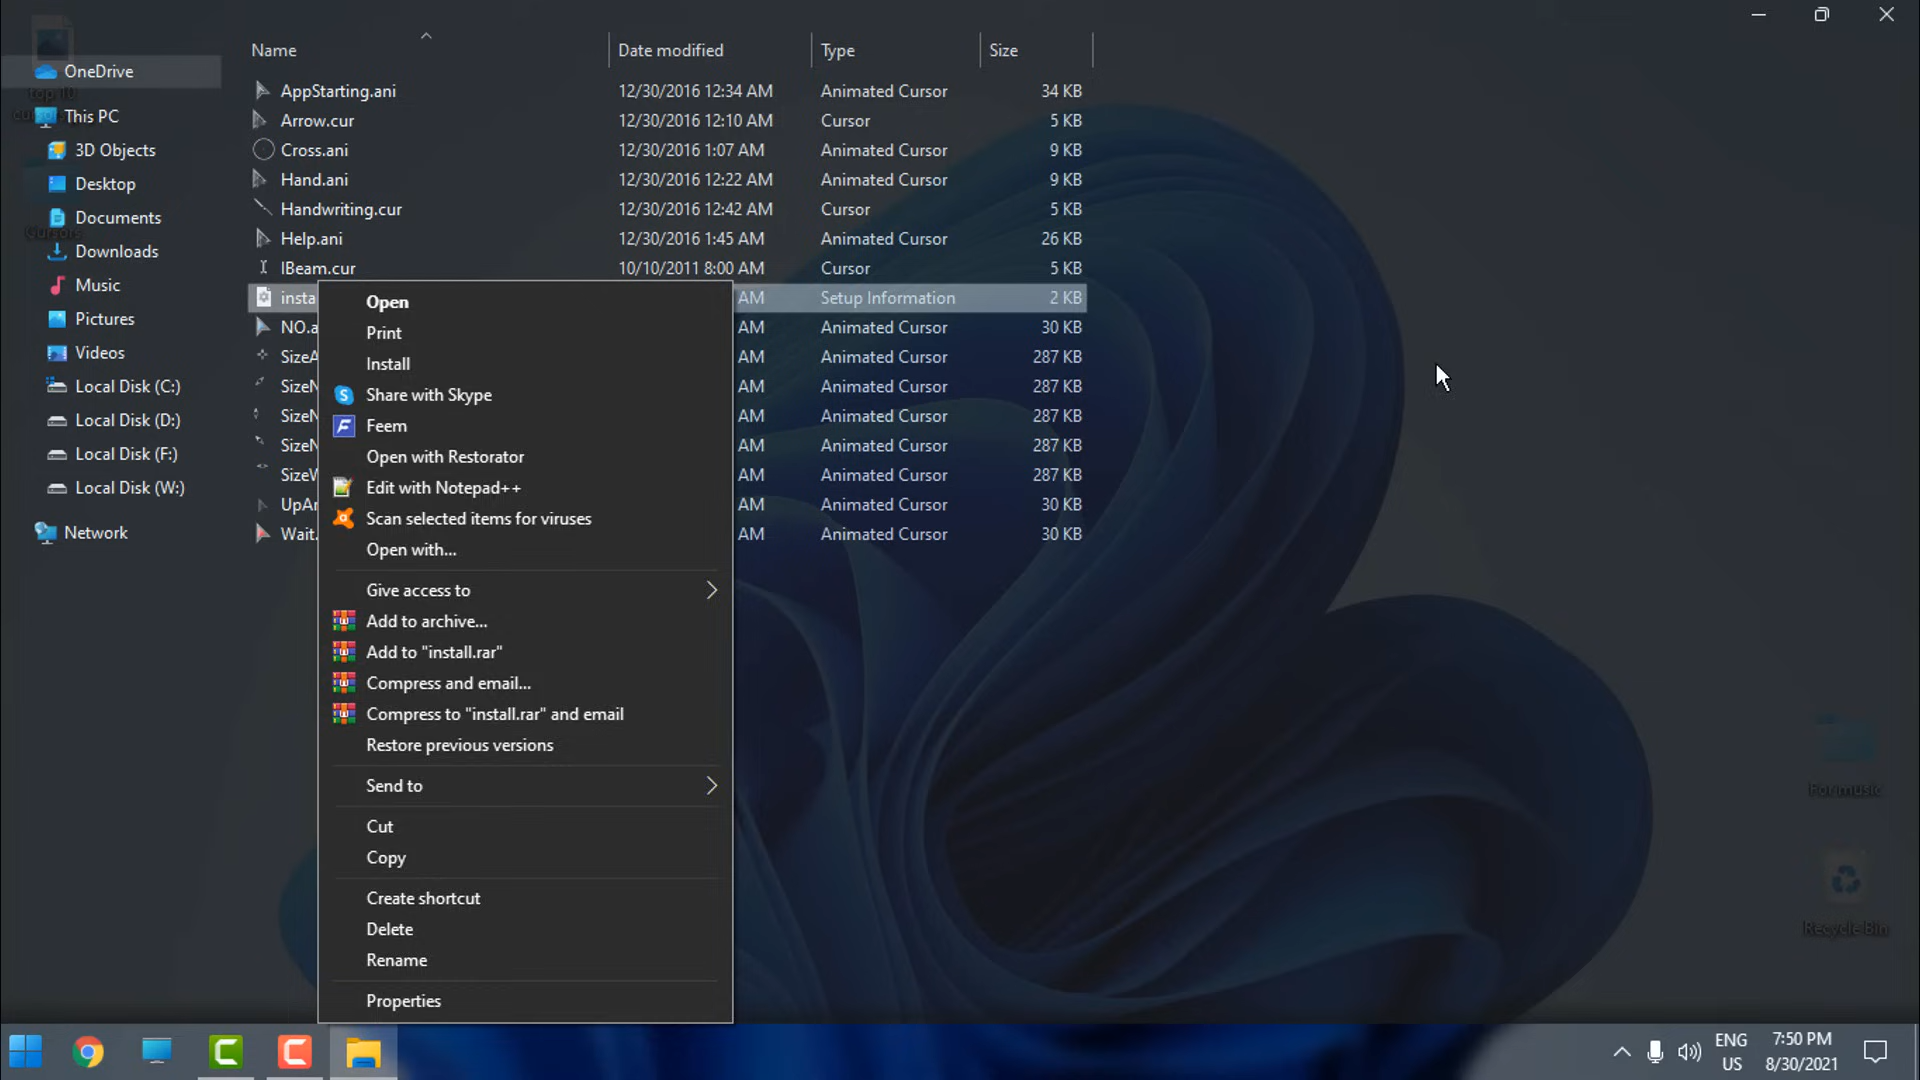 Name Date modified Type Size
OneDrive
This PC
3D Objects
Desktop
Documents
Downloads
Music
Pictures
Videos
Local Disk (C:)
Local Disk (D:)
Local Disk (F:)
Local Disk (W:)
Network
AppStarting.ani 12/30/2016 12:34 AM Animated Cursor 34 KB
Arrow.cur 12/30/2016 12:10 AM Cursor 5 KB
Cross.ani 12/30/2016 1:07 AM Animated Cursor 9 KB
Hand.ani 12/30/2016 12:22 AM Animated Cursor 9 KB
Handwriting.cur 12/30/2016 12:42 AM Cursor 5 KB
Help.ani 12/30/2016 1:45 AM Animated Cursor 26 KB
IBeam.cur 10/10/2011 8:00 AM Cursor 5 KB
insta AM Setup Information 2 KB
NO.a AM Animated Cursor 30 KB
SizeA AM Animated Cursor 287 KB
SizeN AM Animated Cursor 287 KB
SizeN AM Animated Cursor 287 KB
SizeN AM Animated Cursor 287 KB
SizeW AM Animated Cursor 287 KB
UpAr AM Animated Cursor 30 KB
Wait. AM Animated Cursor 30 KB
Open
Print
Install
Share with Skype
Feem
Open with Restorator
Edit with Notepad++
Scan selected items for viruses
Open with...
Give access to
Add to archive...
Add to "install.rar"
Compress and email...
Compress to "install.rar" and email
Restore previous versions
Send to
Cut
Copy
Create shortcut
Delete
Rename
Properties
top 10
Cursors
For music
Recycle Bin
ENG
US
7:50 PM
8/30/2021